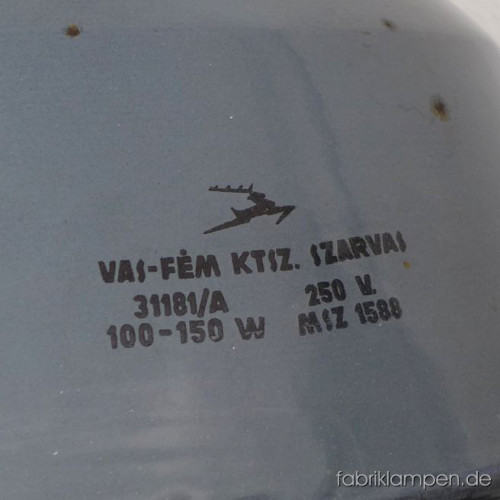 VAS-FÉM KTSZ. SZARVAS
31181/A 250 V.
100-150 W MSZ 1588
fabriklampen.de